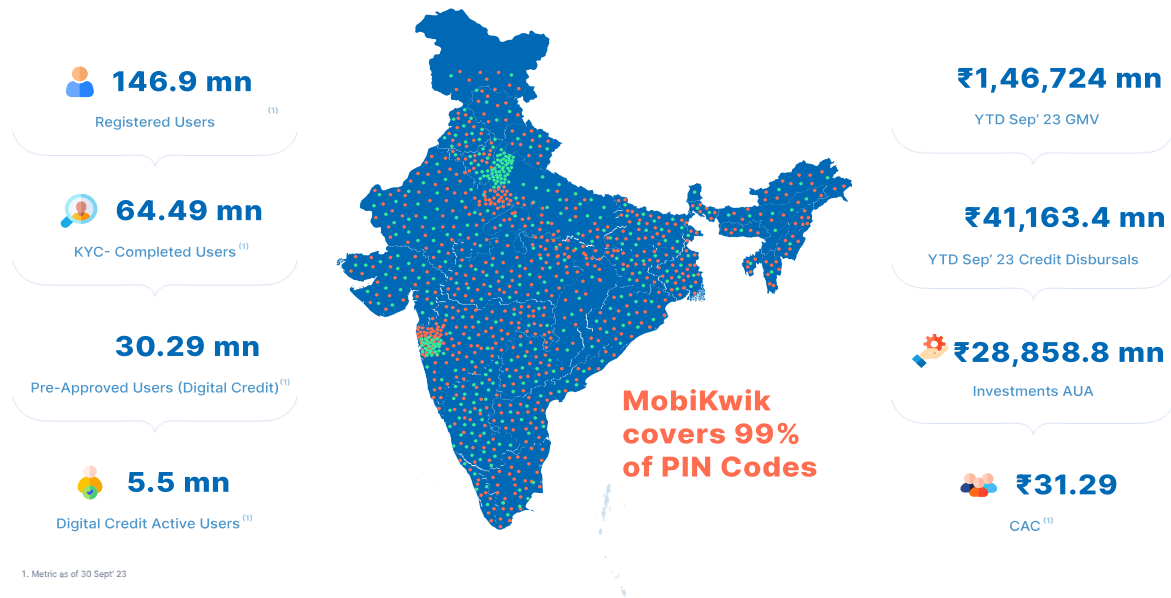 146.9 mn
Registered Users (1)
64.49 mn
KYC- Completed Users (1)
30.29 mn
Pre-Approved Users (Digital Credit)(1)
5.5 mn
Digital Credit Active Users (1)
1. Metric as of 30 Sept' 23
MobiKwik
covers 99%
of PIN Codes
₹1,46,724 mn
YTD Sep’ 23 GMV
₹41,163.4 mn
YTD Sep’ 23 Credit Disbursals
₹28,858.8 mn
Investments AUA
₹31.29
CAC (1)